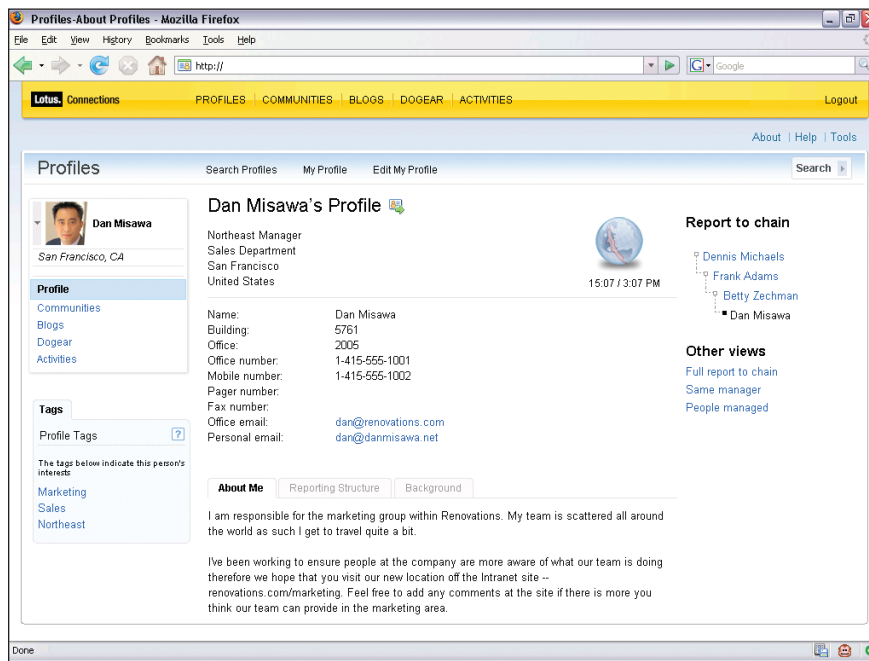 Profiles-About Profiles - Mozilla Firefox
File Edit View History Bookmarks Tools Help
http://
G Google
Lotus. Connections PROFILES COMMUNITIES BLOGS DOGEAR ACTIVITIES Logout
About Help Tools
Profiles Search Profiles My Profile Edit My Profile Search
Dan Misawa
San Francisco, CA
Profile
Communities
Blogs
Dogear
Activities
Tags
Profile Tags ?
The tags below indicate this person's
interests
Marketing
Sales
Northeast
Dan Misawa's Profile
Northeast Manager
Sales Department
San Francisco
United States
15:07 / 3:07 PM
Name: Dan Misawa
Building: 5761
Office: 2005
Office number: 1-415-555-1001
Mobile number: 1-415-555-1002
Pager number:
Fax number:
Office email: dan@renovations.com
Personal email: dan@danmisawa.net
About Me Reporting Structure Background
I am responsible for the marketing group within Renovations. My team is scattered all around
the world as such I get to travel quite a bit.
I've been working to ensure people at the company are more aware of what our team is doing
therefore we hope that you visit our new location off the Intranet site --
renovations.com/marketing. Feel free to add any comments at the site if there is more you
think our team can provide in the marketing area.
Report to chain
Dennis Michaels
Frank Adams
Betty Zechman
Dan Misawa
Other views
Full report to chain
Same manager
People managed
Done